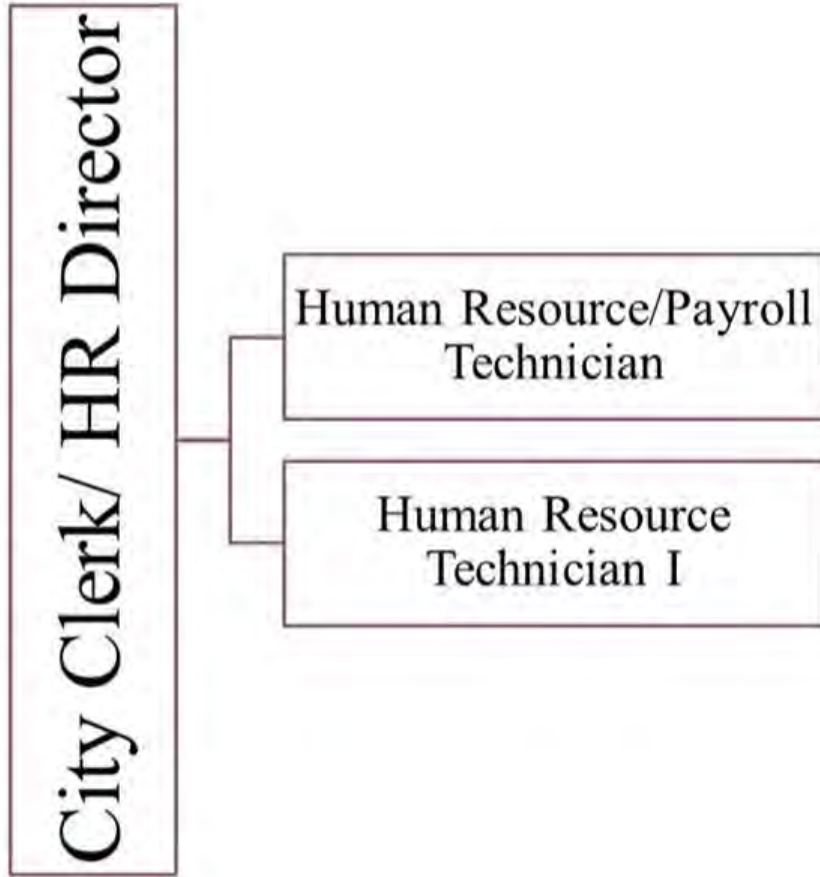 City Clerk/ HR Director
Human Resource/Payroll
Technician
Human Resource
Technician I